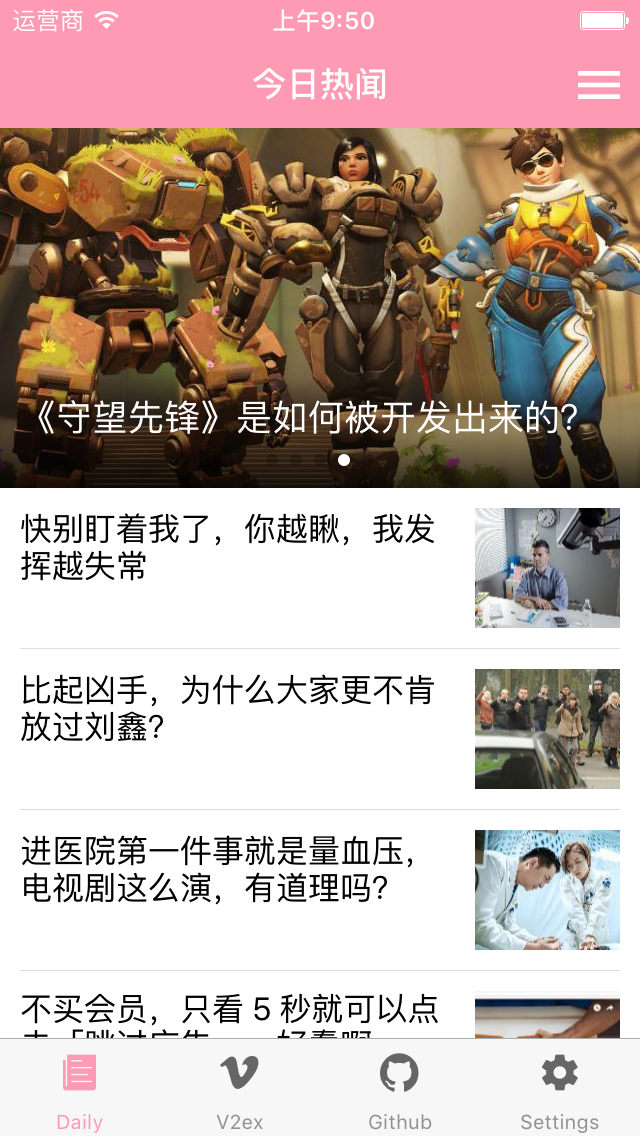 运营商 上午9:50
今日热闻
《守望先锋》是如何被开发出来的？
快别盯着我了，你越瞅，我发
挥越失常
比起凶手，为什么大家更不肯
放过刘鑫？
进医院第一件事就是量血压，
电视剧这么演，有道理吗？
不买会员，只看 5 秒就可以点
Daily V2ex Github Settings